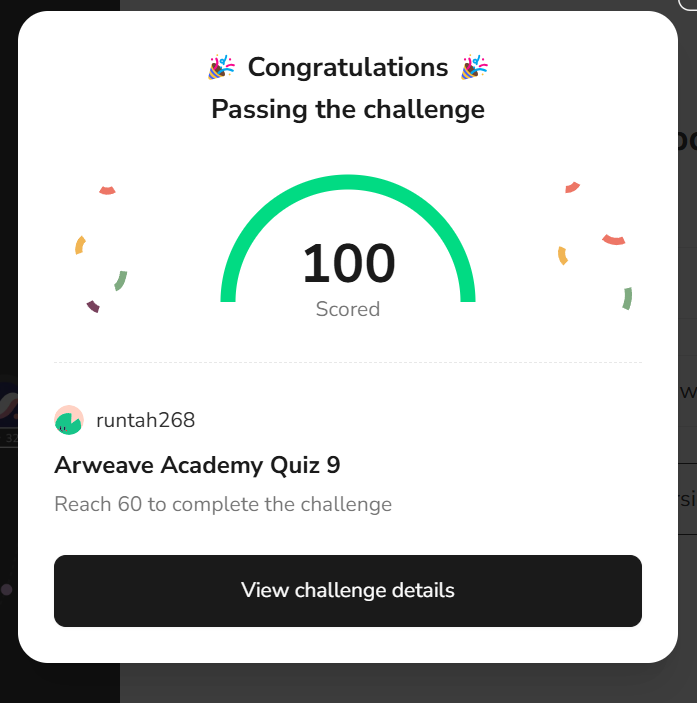 🎉 Congratulations 🎉
Passing the challenge
100
Scored
runtah268
Arweave Academy Quiz 9
Reach 60 to complete the challenge
View challenge details